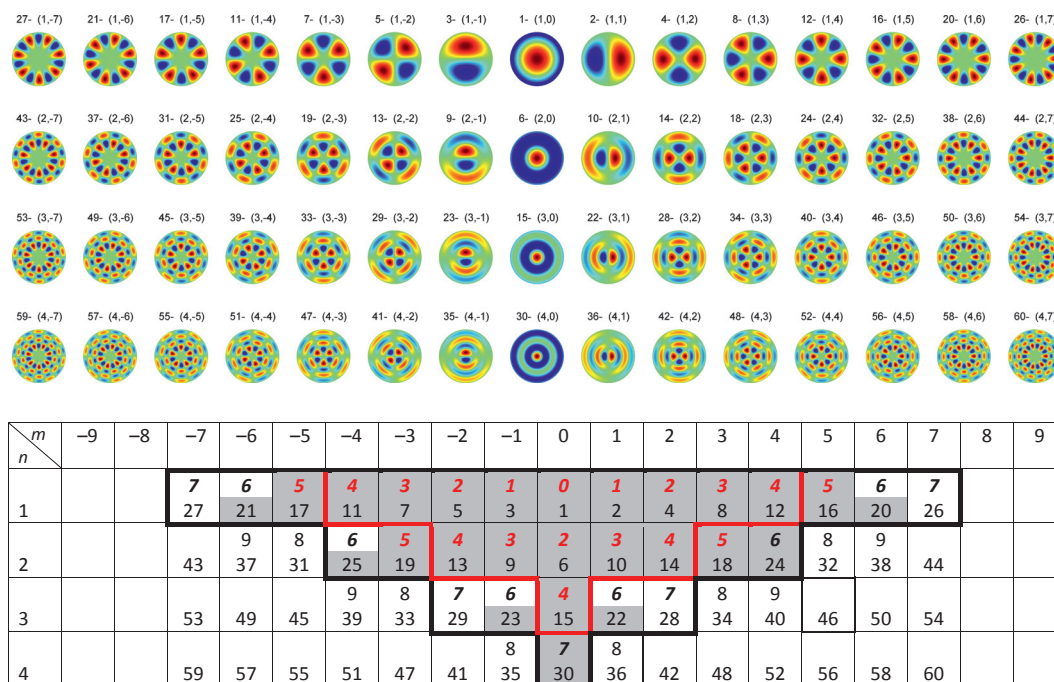 27- (1,-7) 21- (1,-6) 17- (1,-5) 11- (1,-4) 7- (1,-3) 5- (1,-2) 3- (1,-1) 1- (1,0) 2- (1,1) 4- (1,2) 8- (1,3) 12- (1,4) 16- (1,5) 20- (1,6) 26- (1,7)
43- (2,-7) 37- (2,-6) 31- (2,-5) 25- (2,-4) 19- (2,-3) 13- (2,-2) 9- (2,-1) 6- (2,0) 10- (2,1) 14- (2,2) 18- (2,3) 24- (2,4) 32- (2,5) 38- (2,6) 44- (2,7)
53- (3,-7) 49- (3,-6) 45- (3,-5) 39- (3,-4) 33- (3,-3) 29- (3,-2) 23- (3,-1) 15- (3,0) 22- (3,1) 28- (3,2) 34- (3,3) 40- (3,4) 46- (3,5) 50- (3,6) 54- (3,7)
59- (4,-7) 57- (4,-6) 55- (4,-5) 51- (4,-4) 47- (4,-3) 41- (4,-2) 35- (4,-1) 30- (4,0) 36- (4,1) 42- (4,2) 48- (4,3) 52- (4,4) 56- (4,5) 58- (4,6) 60- (4,7)
m –9 –8 –7 –6 –5 –4 –3 –2 –1 0 1 2 3 4 5 6 7 8 9
n
7 6 5 4 3 2 1 0 1 2 3 4 5 6 7
1 27 21 17 11 7 5 3 1 2 4 8 12 16 20 26
9 8 6 5 4 3 2 3 4 5 6 8 9
2 43 37 31 25 19 13 9 6 10 14 18 24 32 38 44
9 8 7 6 4 6 7 8 9
3 53 49 45 39 33 29 23 15 22 28 34 40 46 50 54
8 7 8
4 59 57 55 51 47 41 35 30 36 42 48 52 56 58 60